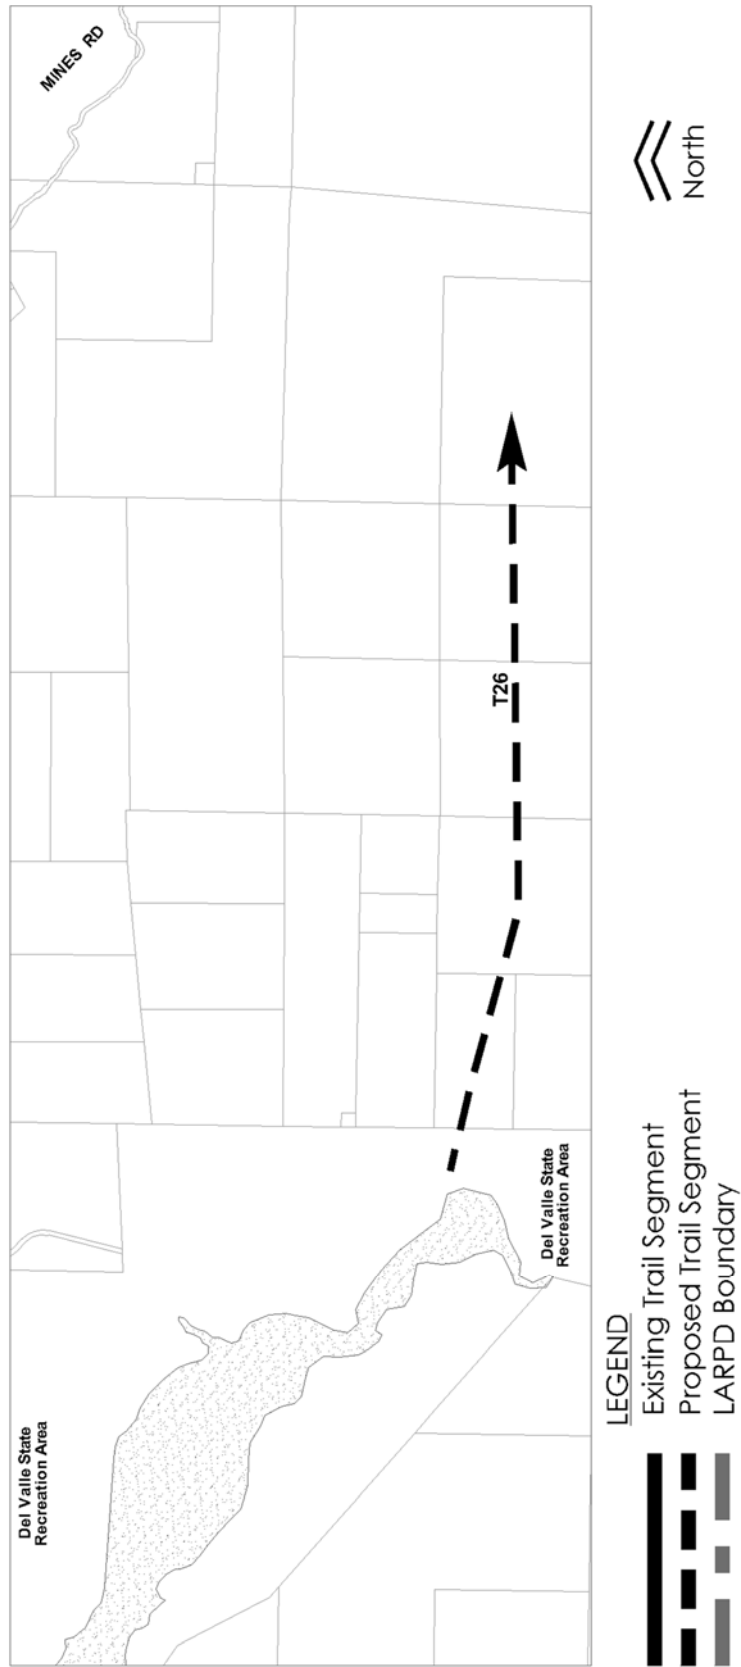 MINES RD
Del Valle State
Recreation Area
T26
Del Valle State
Recreation Area
LEGEND
Existing Trail Segment
Proposed Trail Segment
LARPD Boundary
North